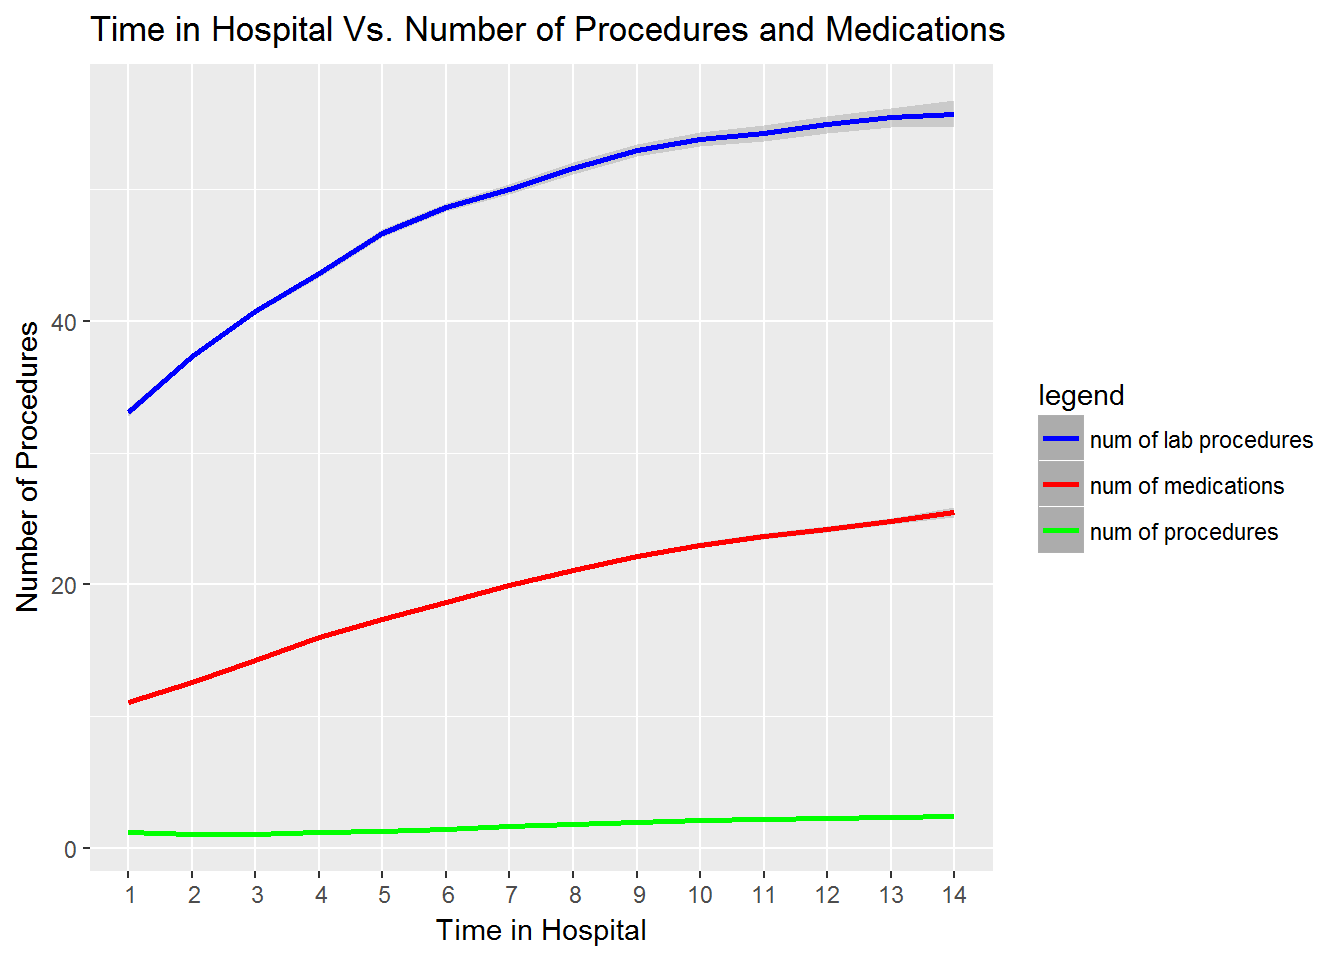 Time in Hospital Vs. Number of Procedures and Medications
Number of Procedures
40
20
0
1 2 3 4 5 6 7 8 9 10 11 12 13 14
Time in Hospital
legend
num of lab procedures
num of medications
num of procedures